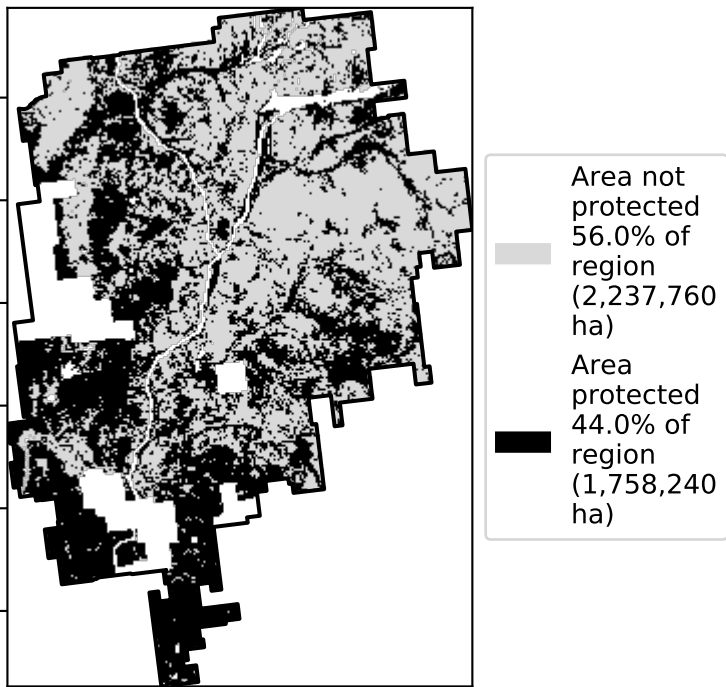 Area not
protected
56.0% of
region
(2,237,760
ha)
Area
protected
44.0% of
region
(1,758,240
ha)